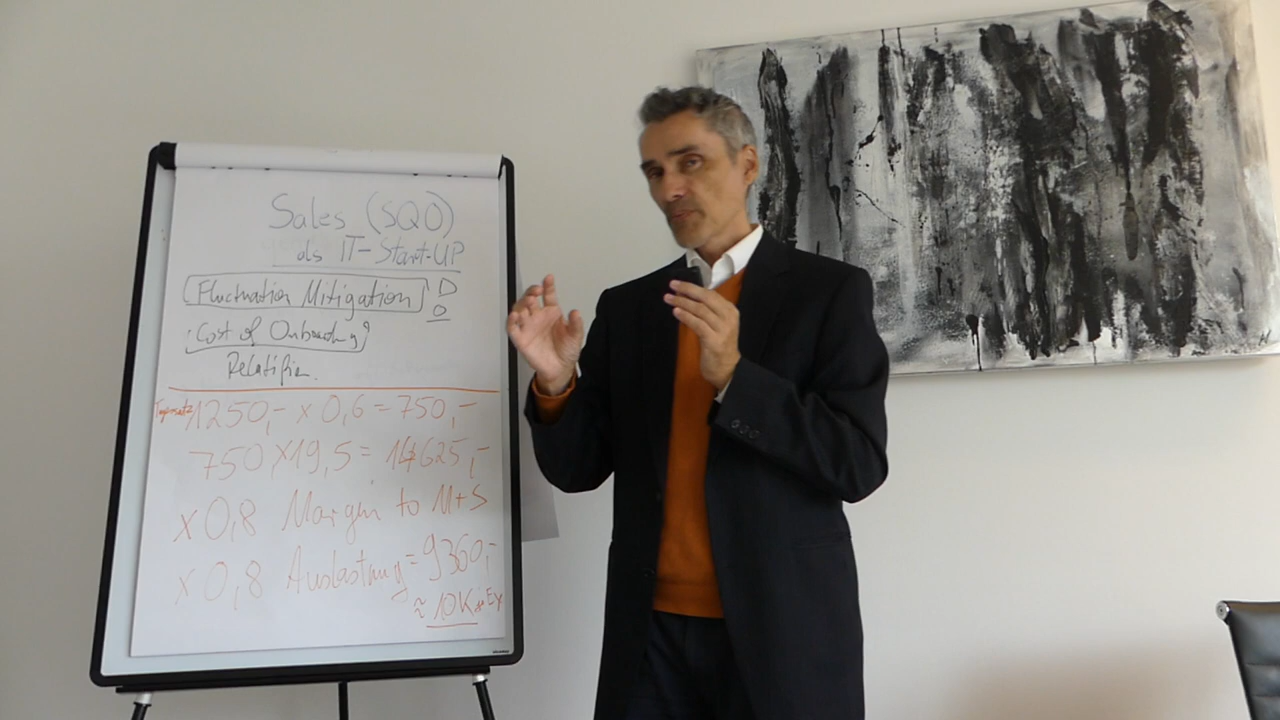 Sales (SQO)
als IT-Start-UP
Fluctuation Mitigation
Cost of Onboarding
Tagessatz 1250,- x 0,6 = 750,-
750 x 19,5 = 14625,-
x 0,8 Margin to M+S
x 0,8 Auslastung = 9360,-
≈ 10K